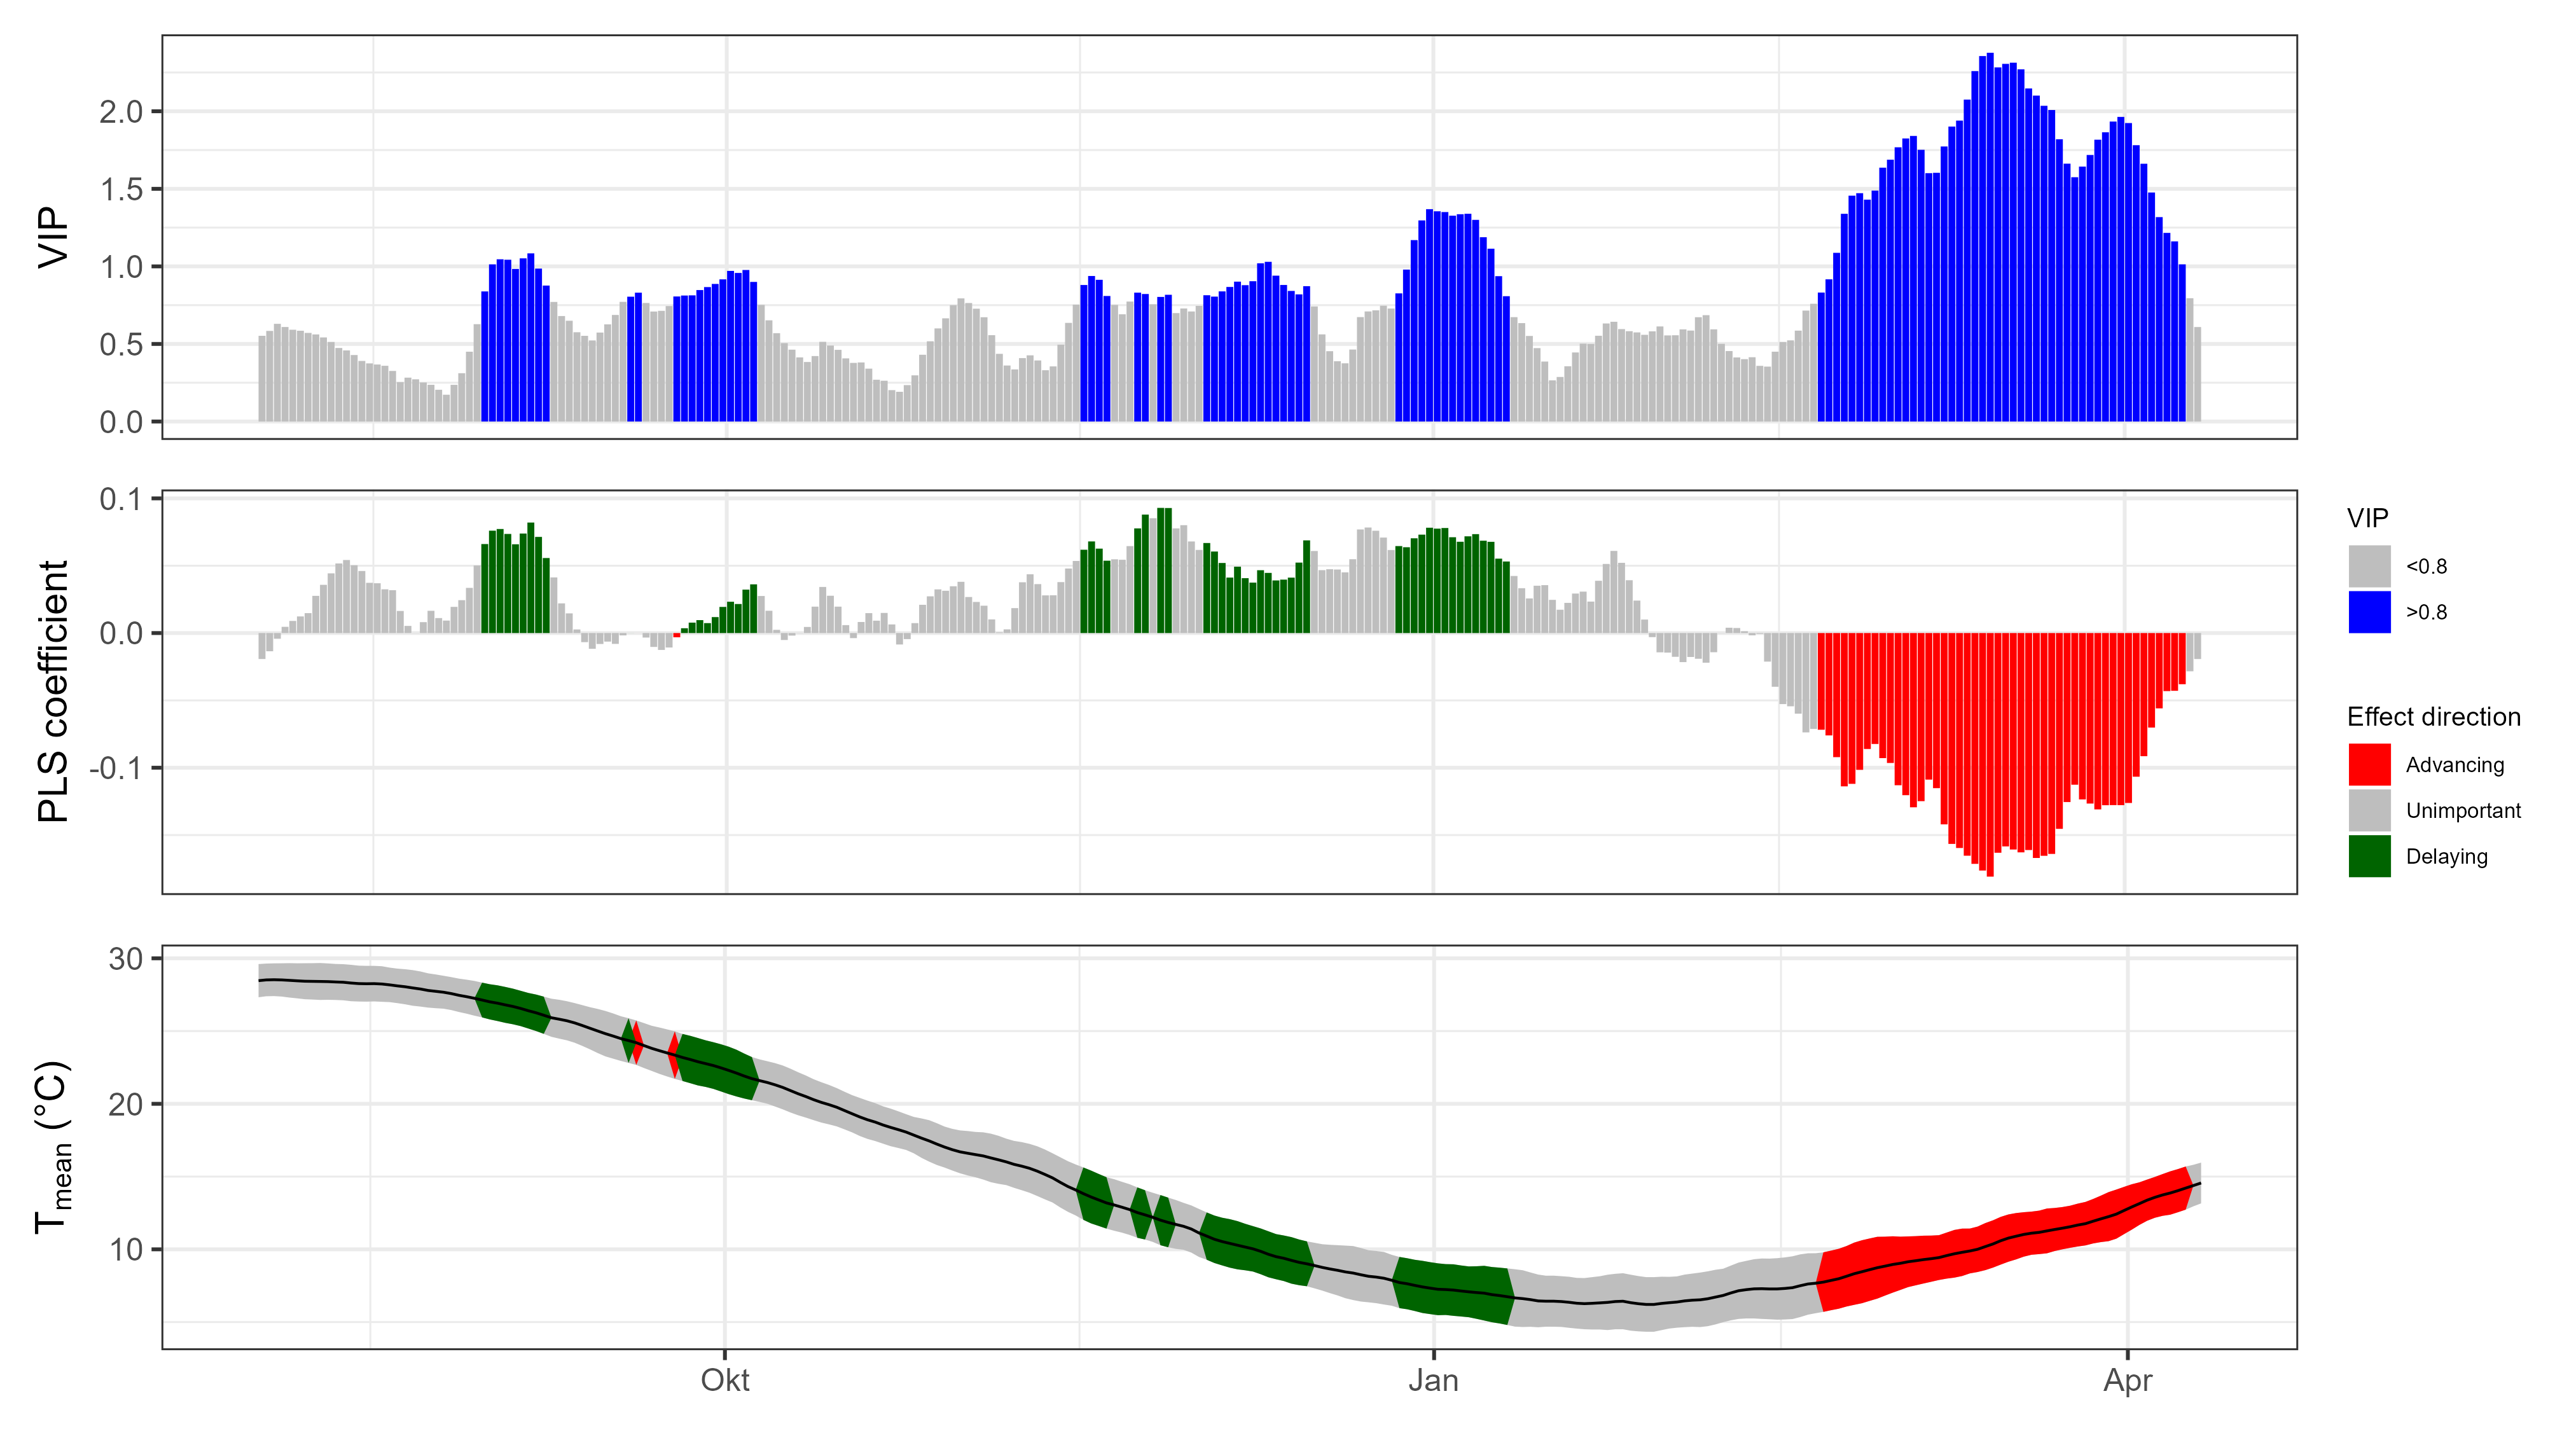 VIP
2.0
1.5
1.0
0.5
0.0
PLS coefficient
0.1
0.0
-0.1
VIP
<0.8
>0.8
Effect direction
Advancing
Unimportant
Delaying
Tmean (°C)
30
20
10
Okt
Jan
Apr